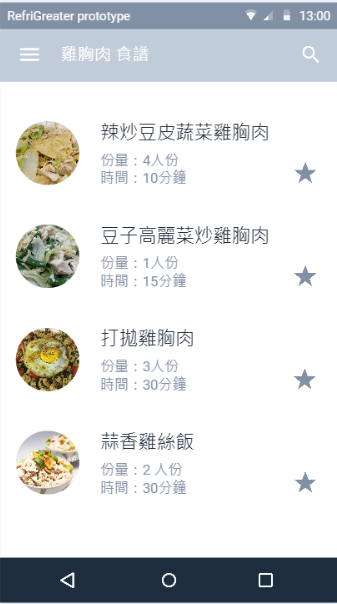 RefriGreater prototype 13:00
雞胸肉 食譜
辣炒豆皮蔬菜雞胸肉
份量：4人份
時間：10分鐘
豆子高麗菜炒雞胸肉
份量：1人份
時間：15分鐘
打拋雞胸肉
份量：3人份
時間：30分鐘
蒜香雞絲飯
份量：2 人份
時間：30分鐘